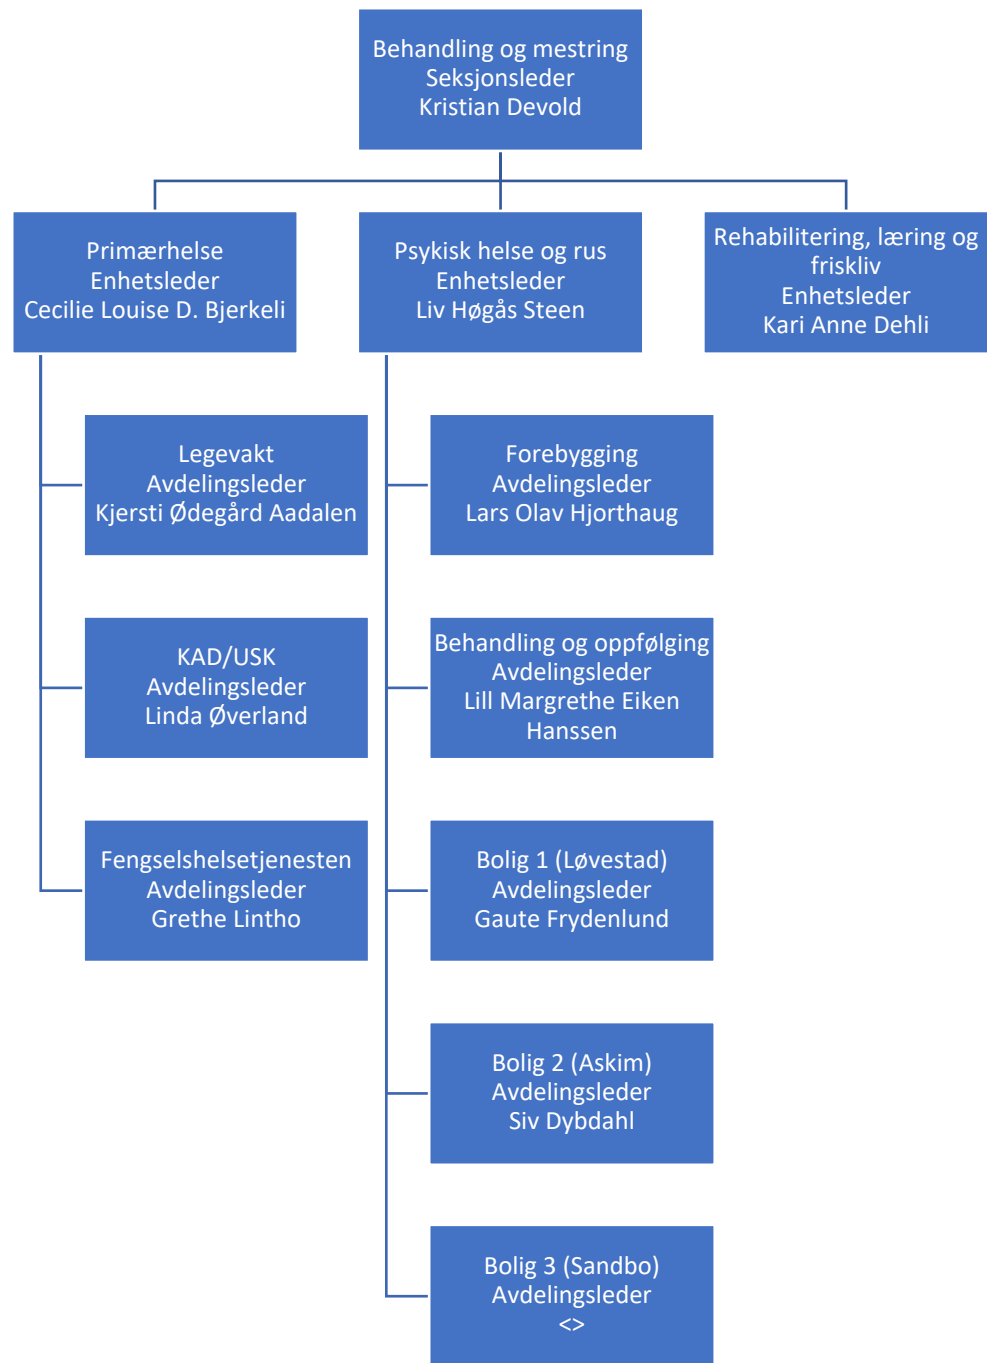 Behandling og mestring
Seksjonsleder
Kristian Devold
Primærhelse
Enhetsleder
Cecilie Louise D. Bjerkeli
Psykisk helse og rus
Enhetsleder
Liv Høgås Steen
Rehabilitering, læring og
friskliv
Enhetsleder
Kari Anne Dehli
Legevakt
Avdelingsleder
Kjersti Ødegård Aadalen
KAD/USK
Avdelingsleder
Linda Øverland
Fengselshelsetjenesten
Avdelingsleder
Grethe Lintho
Forebygging
Avdelingsleder
Lars Olav Hjorthaug
Behandling og oppfølging
Avdelingsleder
Lill Margrethe Eiken
Hanssen
Bolig 1 (Løvestad)
Avdelingsleder
Gaute Frydenlund
Bolig 2 (Askim)
Avdelingsleder
Siv Dybdahl
Bolig 3 (Sandbo)
Avdelingsleder
<>